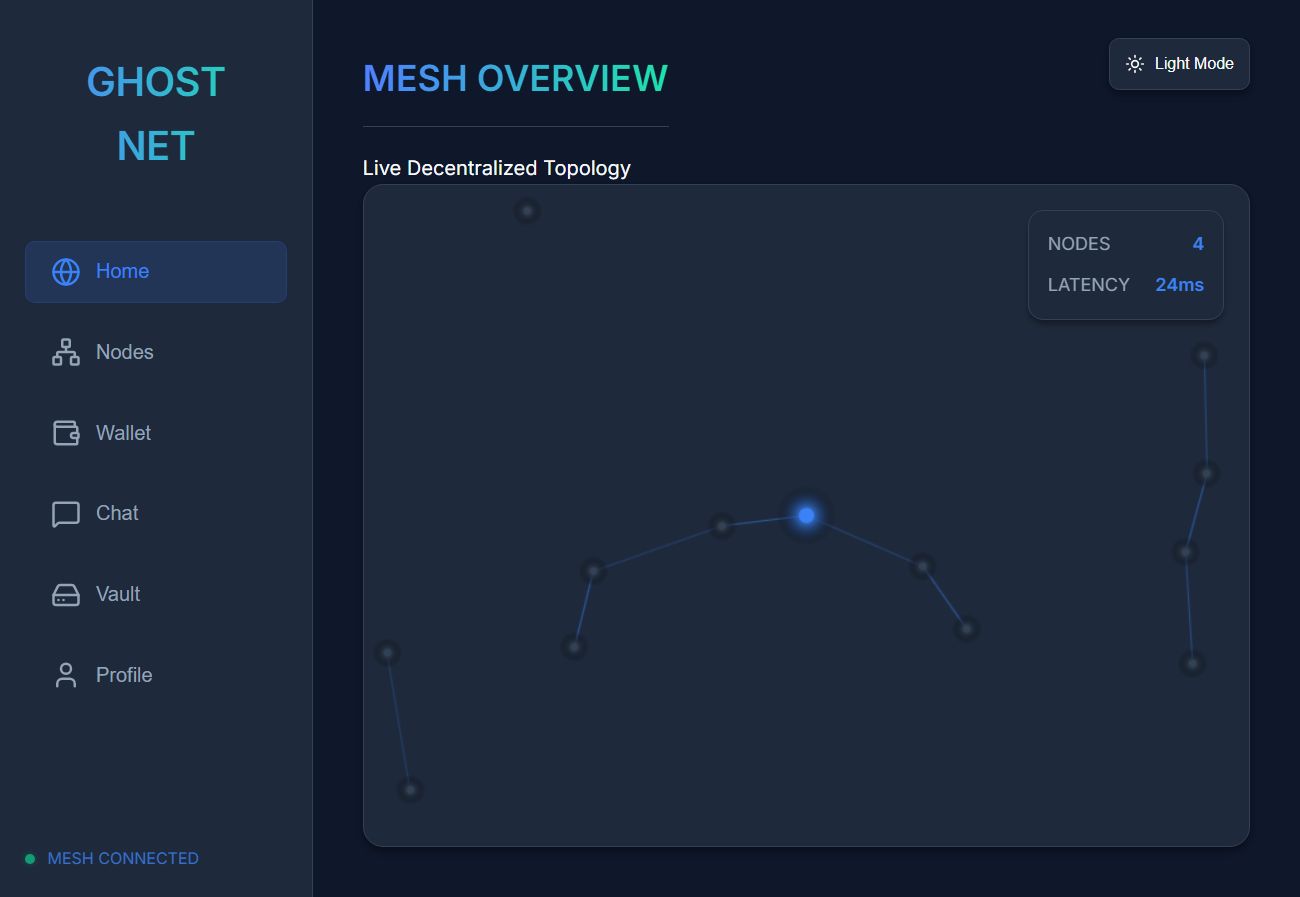 GHOST
NET
Home
Nodes
Wallet
Chat
Vault
Profile
MESH CONNECTED
MESH OVERVIEW
Light Mode
Live Decentralized Topology
NODES 4
LATENCY 24ms